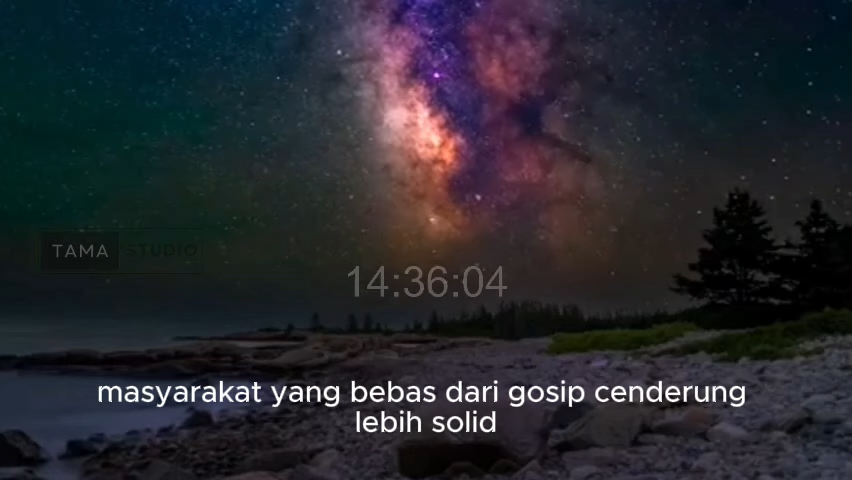 TAMA STUDIO
14:36:04
masyarakat yang bebas dari gosip cenderung
lebih solid